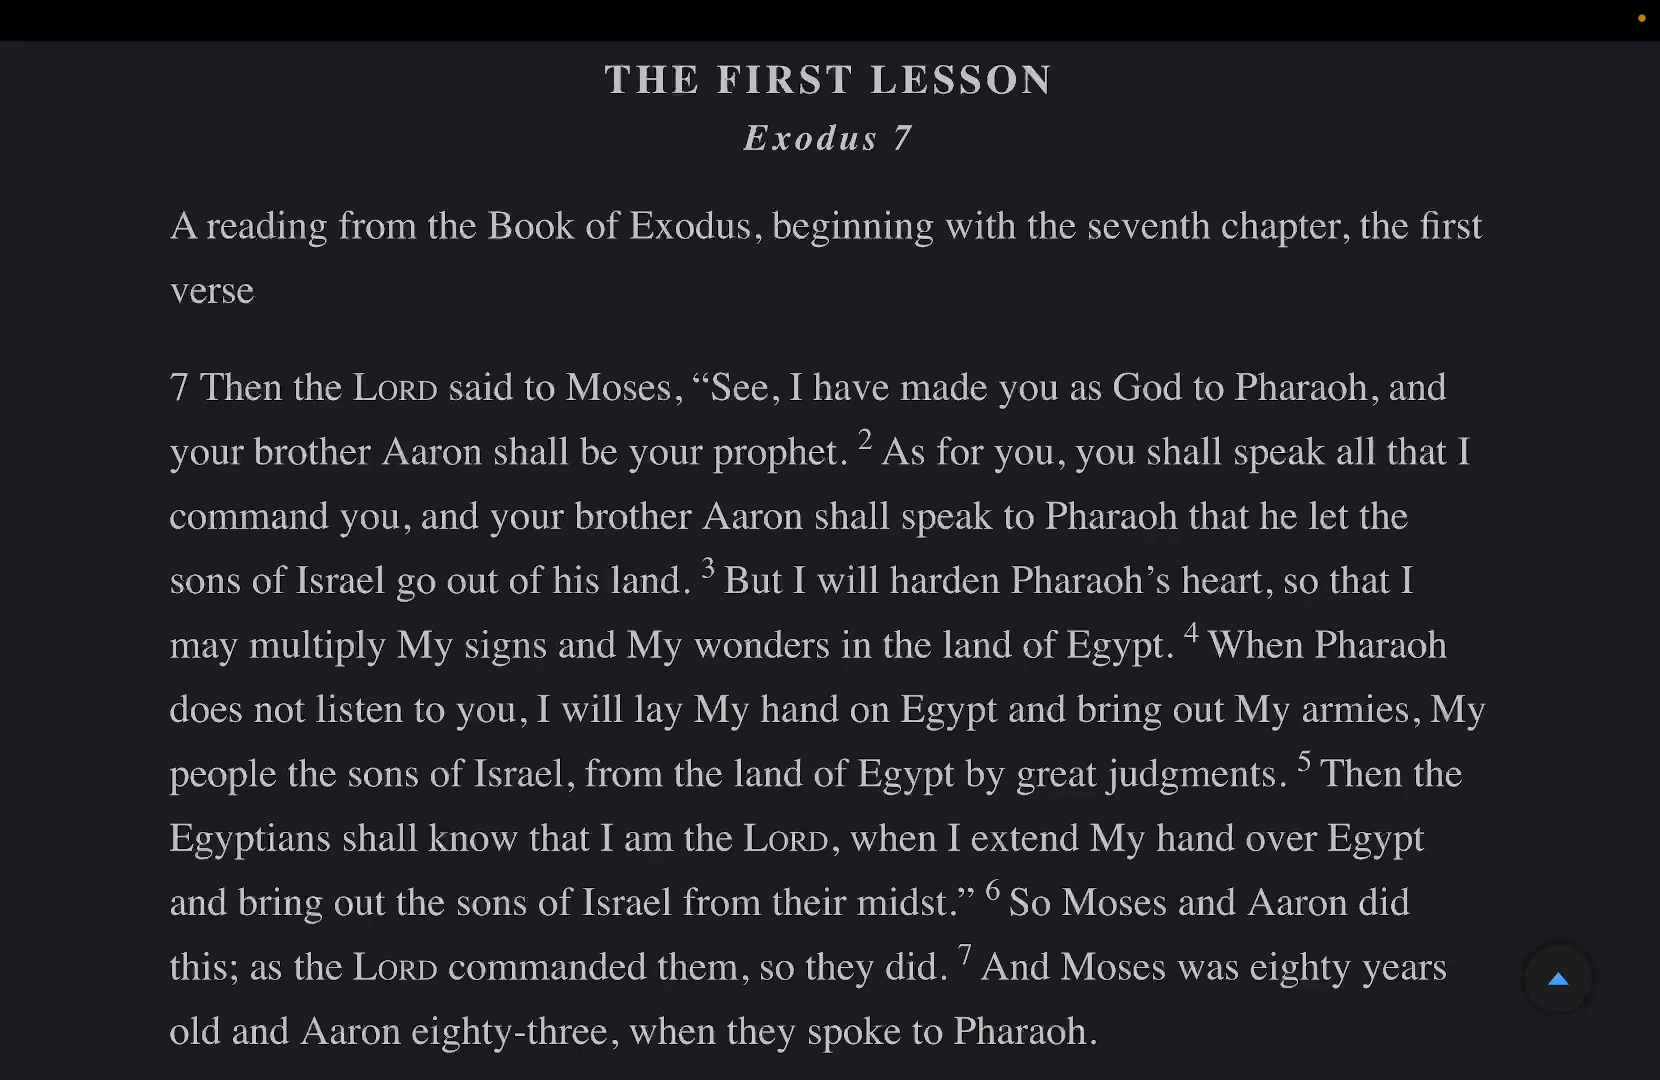 THE FIRST LESSON
Exodus 7
A reading from the Book of Exodus, beginning with the seventh chapter, the first
verse
7 Then the LORD said to Moses, “See, I have made you as God to Pharaoh, and
your brother Aaron shall be your prophet. 2 As for you, you shall speak all that I
command you, and your brother Aaron shall speak to Pharaoh that he let the
sons of Israel go out of his land. 3 But I will harden Pharaoh’s heart, so that I
may multiply My signs and My wonders in the land of Egypt. 4 When Pharaoh
does not listen to you, I will lay My hand on Egypt and bring out My armies, My
people the sons of Israel, from the land of Egypt by great judgments. 5 Then the
Egyptians shall know that I am the LORD, when I extend My hand over Egypt
and bring out the sons of Israel from their midst.” 6 So Moses and Aaron did
this; as the LORD commanded them, so they did. 7 And Moses was eighty years
old and Aaron eighty-three, when they spoke to Pharaoh.